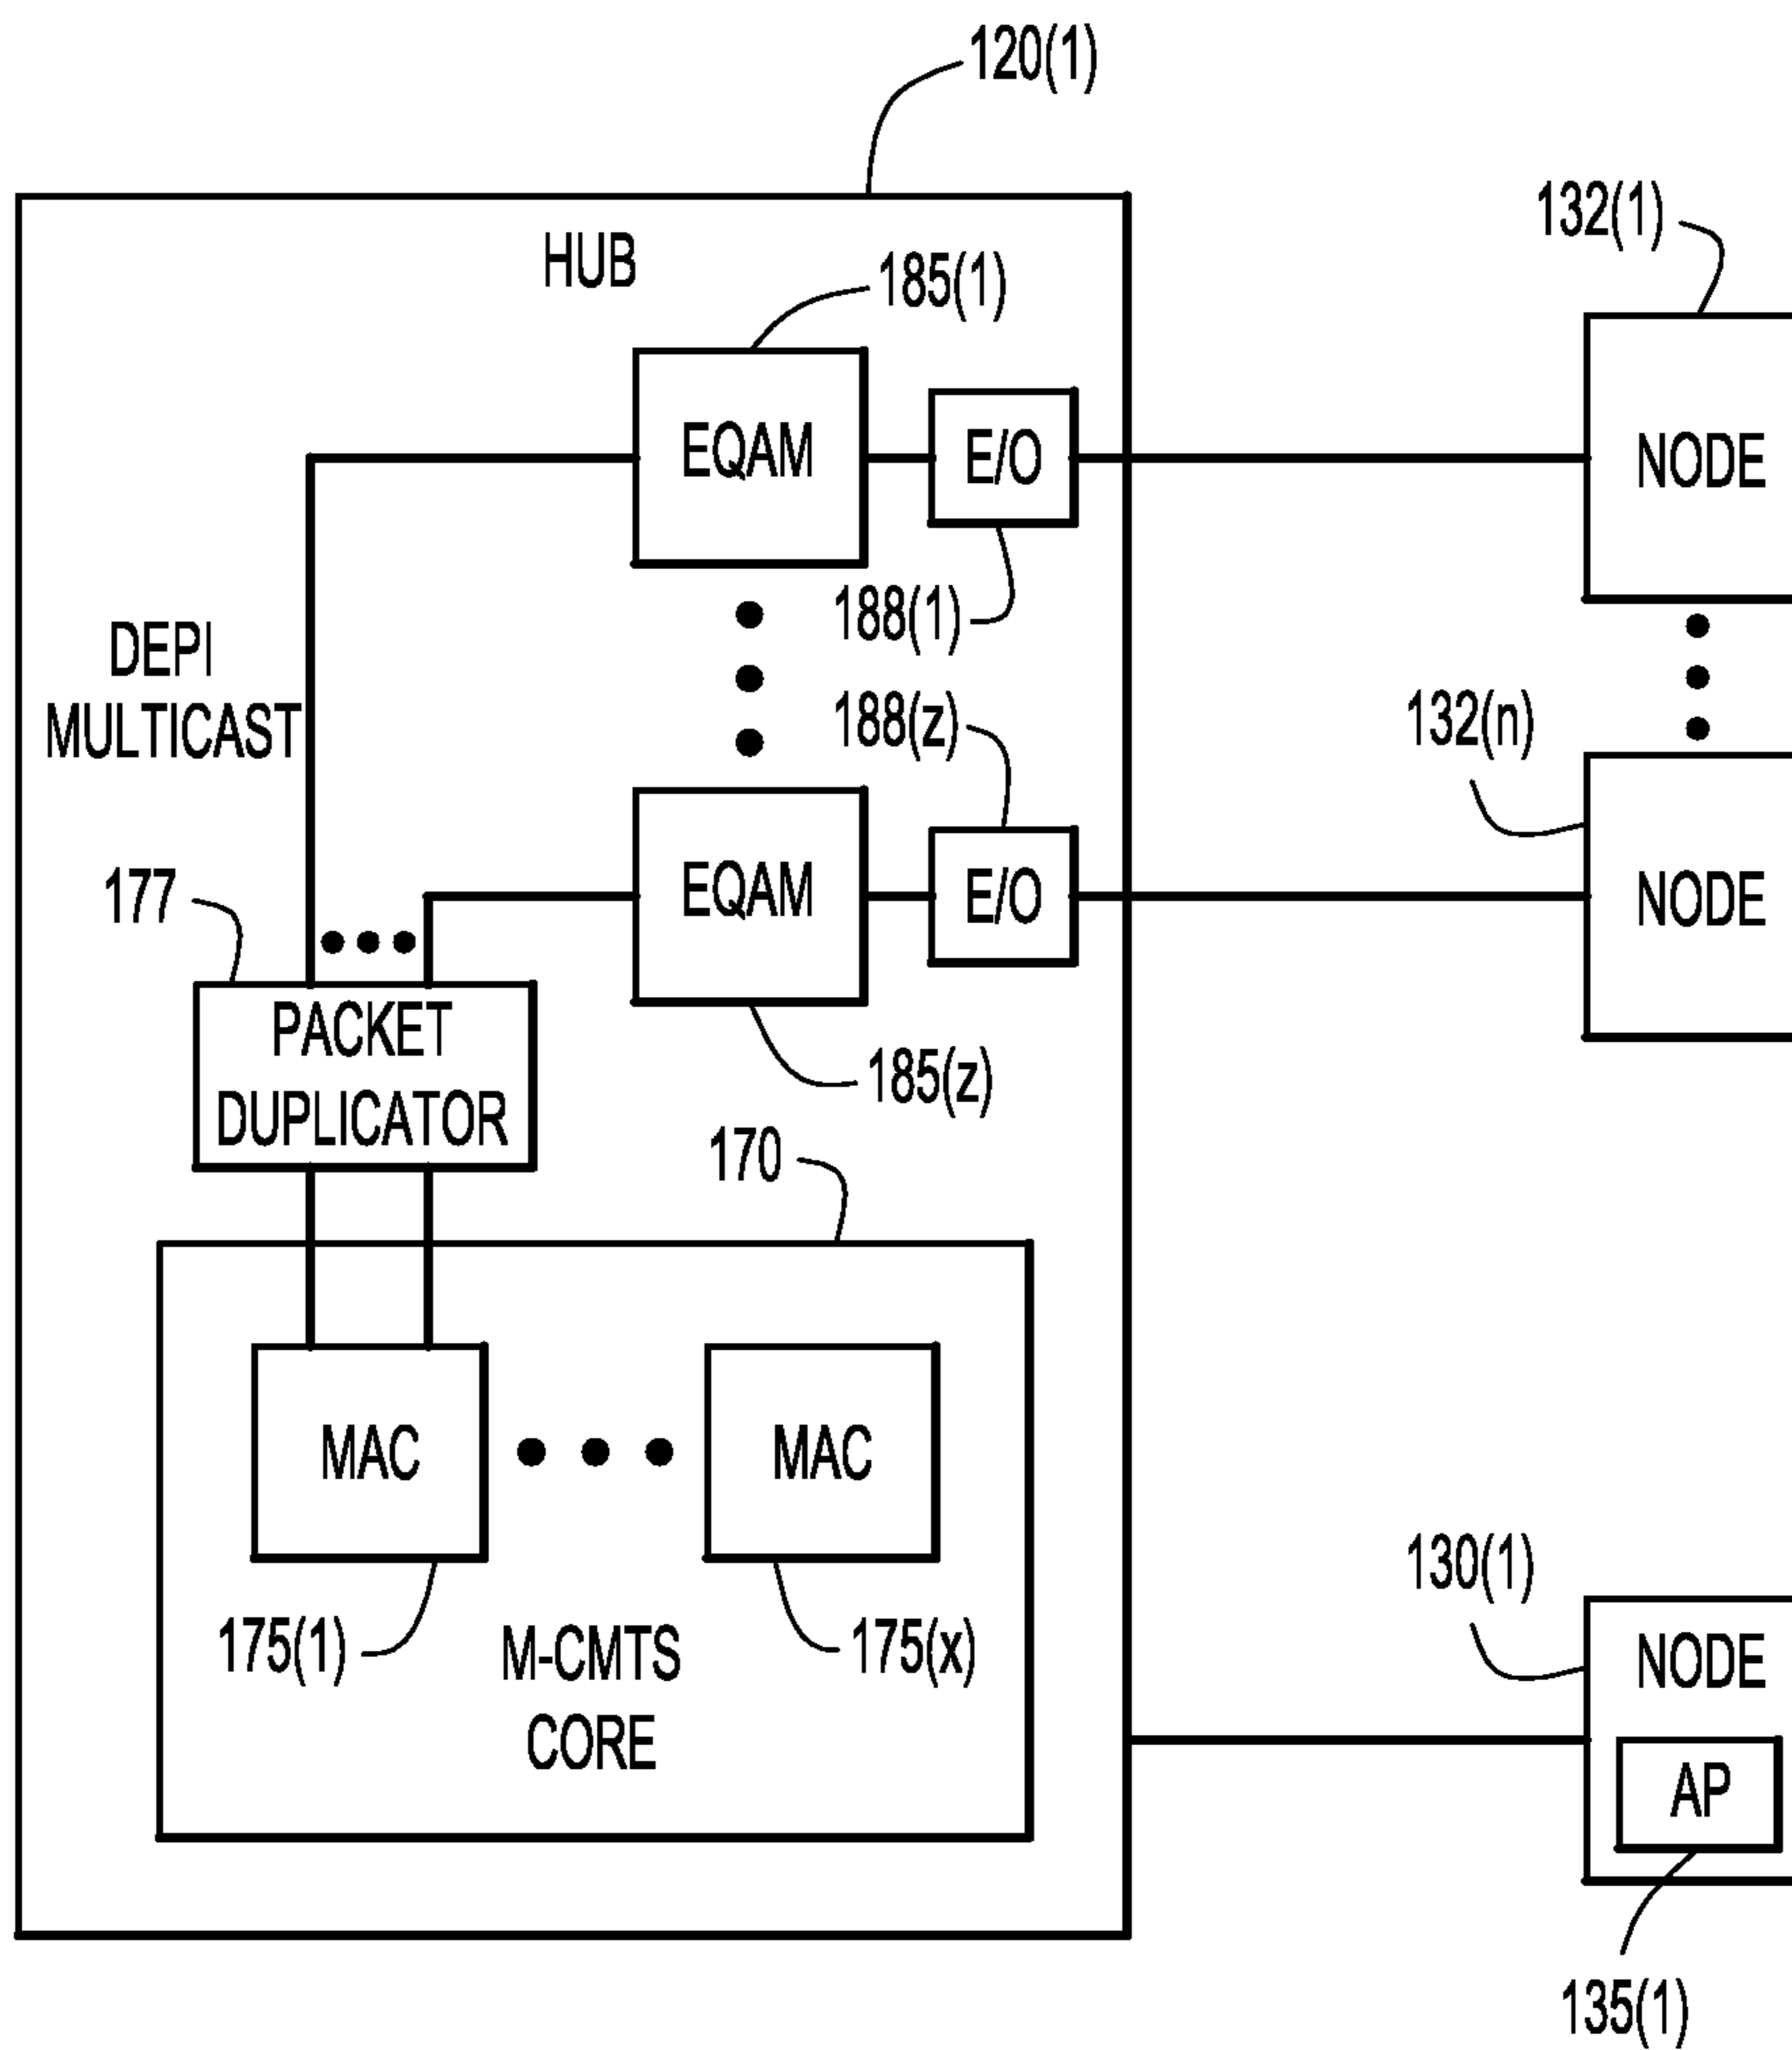 120(1)
132(1)
HUB
185(1)
EQAM
E/O
NODE
188(1)
DEPI
MULTICAST
188(z)
132(n)
177
EQAM
E/O
NODE
PACKET
DUPLICATOR
185(z)
170
MAC
MAC
130(1)
175(1)
M-CMTS
CORE
175(x)
NODE
AP
135(1)